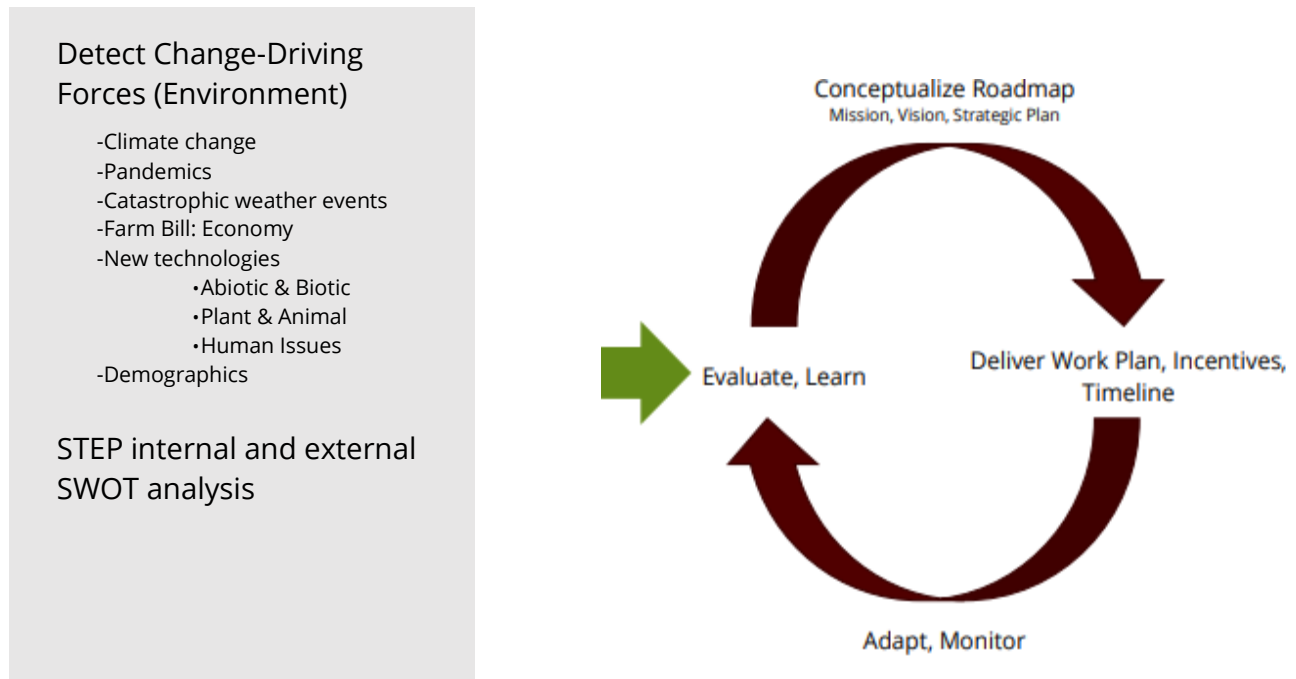 Detect Change-Driving
Forces (Environment)
-Climate change
-Pandemics
-Catastrophic weather events
-Farm Bill: Economy
-New technologies
•Abiotic & Biotic
•Plant & Animal
•Human Issues
-Demographics
STEP internal and external
SWOT analysis
Conceptualize Roadmap
Mission, Vision, Strategic Plan
Evaluate, Learn
Deliver Work Plan, Incentives,
Timeline
Adapt, Monitor